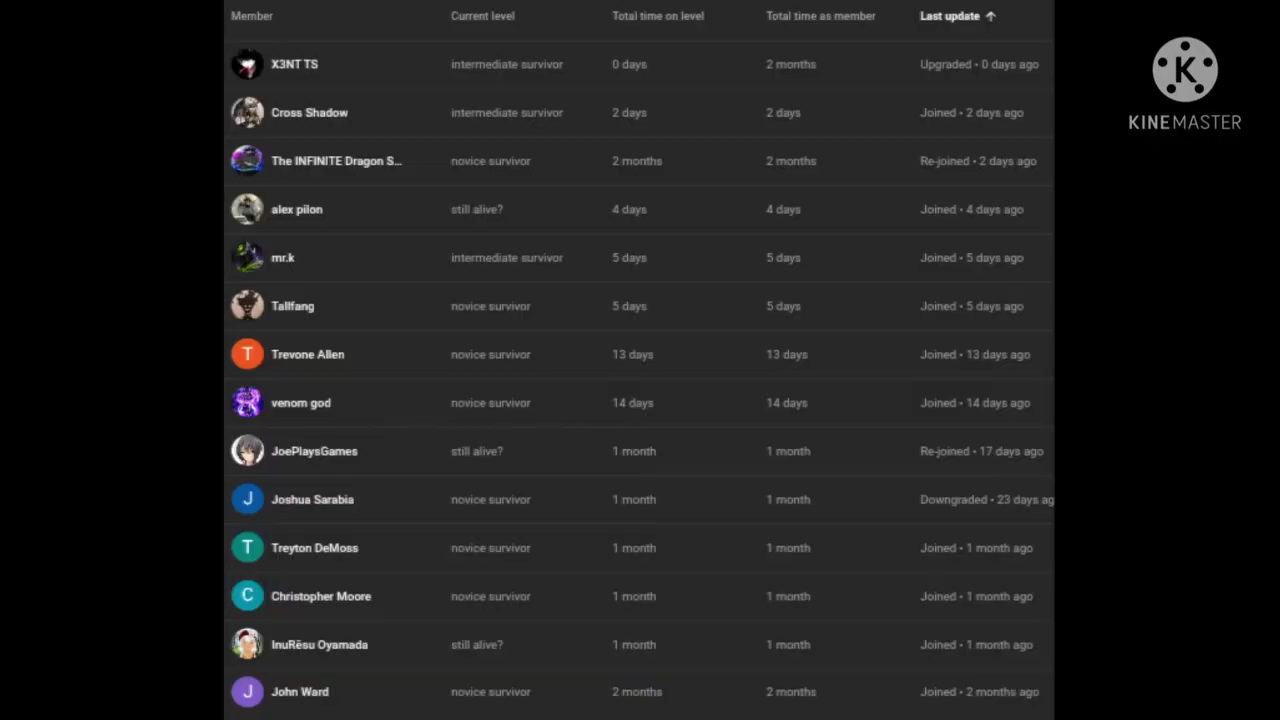 Member Current level Total time on level Total time as member Last update ↑
X3NT TS intermediate survivor 0 days 2 months Upgraded • 0 days ago
Cross Shadow intermediate survivor 2 days 2 days Joined • 2 days ago
The INFINITE Dragon S... novice survivor 2 months 2 months Re-joined • 2 days ago
alex pilon still alive? 4 days 4 days Joined • 4 days ago
mr.k intermediate survivor 5 days 5 days Joined • 5 days ago
Tallfang novice survivor 5 days 5 days Joined • 5 days ago
T Trevone Allen novice survivor 13 days 13 days Joined • 13 days ago
venom god novice survivor 14 days 14 days Joined • 14 days ago
JoePlaysGames still alive? 1 month 1 month Re-joined • 17 days ago
J Joshua Sarabia novice survivor 1 month 1 month Downgraded • 23 days ag
T Treyton DeMoss novice survivor 1 month 1 month Joined • 1 month ago
C Christopher Moore novice survivor 1 month 1 month Joined • 1 month ago
InuRēsu Oyamada still alive? 1 month 1 month Joined • 1 month ago
J John Ward novice survivor 2 months 2 months Joined • 2 months ago
K
KINEMASTER